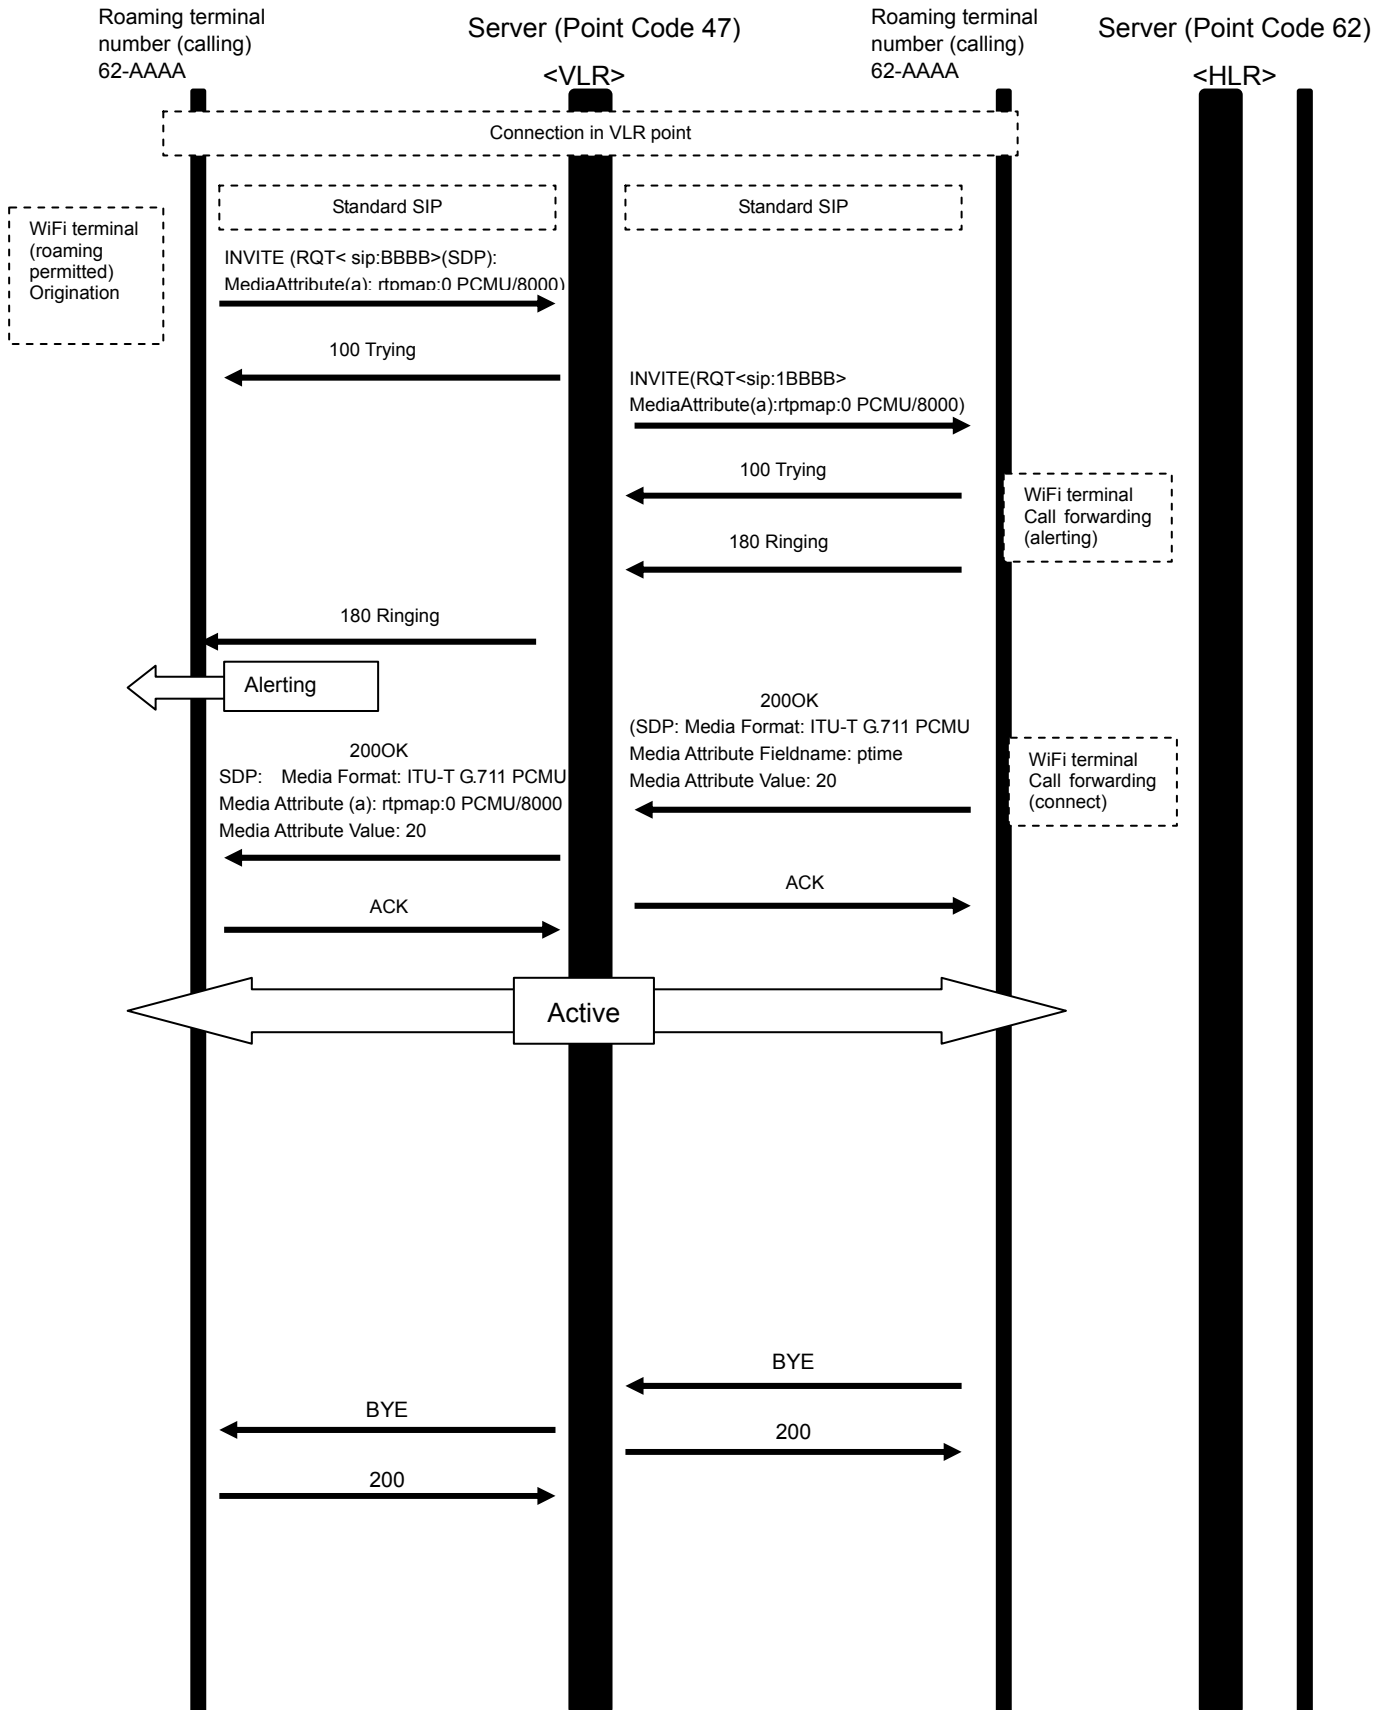 Roaming terminal
number (calling)
62-AAAA
Server (Point Code 47)
<VLR>
Roaming terminal
number (calling)
62-AAAA
Server (Point Code 62)
<HLR>
Connection in VLR point
Standard SIP
Standard SIP
WiFi terminal
(roaming
permitted)
Origination
INVITE (RQT< sip:BBBB>(SDP):
MediaAttribute(a): rtpmap:0 PCMU/8000)
100 Trying
INVITE(RQT<sip:1BBBB>
MediaAttribute(a):rtpmap:0 PCMU/8000)
100 Trying
WiFi terminal
Call forwarding
(alerting)
180 Ringing
180 Ringing
Alerting
200OK
(SDP: Media Format: ITU-T G.711 PCMU
Media Attribute Fieldname: ptime
Media Attribute Value: 20
WiFi terminal
Call forwarding
(connect)
200OK
SDP: Media Format: ITU-T G.711 PCMU
Media Attribute (a): rtpmap:0 PCMU/8000
Media Attribute Value: 20
ACK
ACK
Active
BYE
BYE
200
200